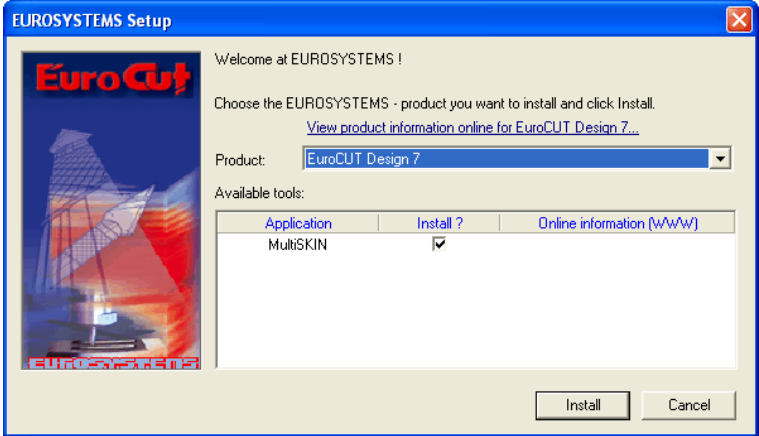 EUROSYSTEMS Setup
EuroCut
EUROSYSTEMS
Welcome at EUROSYSTEMS !
Choose the EUROSYSTEMS - product you want to install and click Install.
View product information online for EuroCUT Design 7...
Product: EuroCUT Design 7
Available tools:
Application Install ? Online information (WWW)
MultiSKIN
Install Cancel